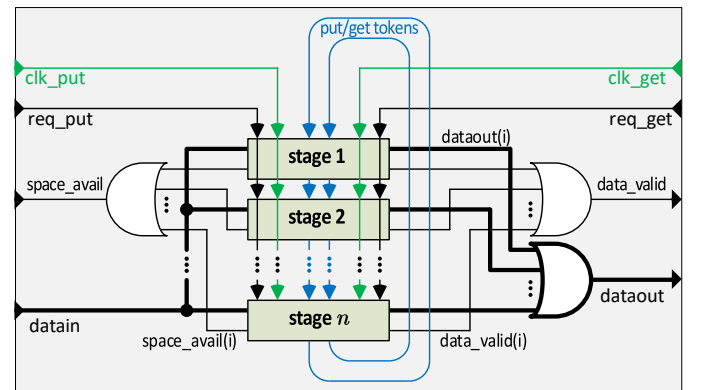 put/get tokens
clk_put
clk_get
req_put
req_get
dataout(i)
stage 1
space_avail
data_valid
stage 2
dataout
stage n
datain
space_avail(i)
data_valid(i)